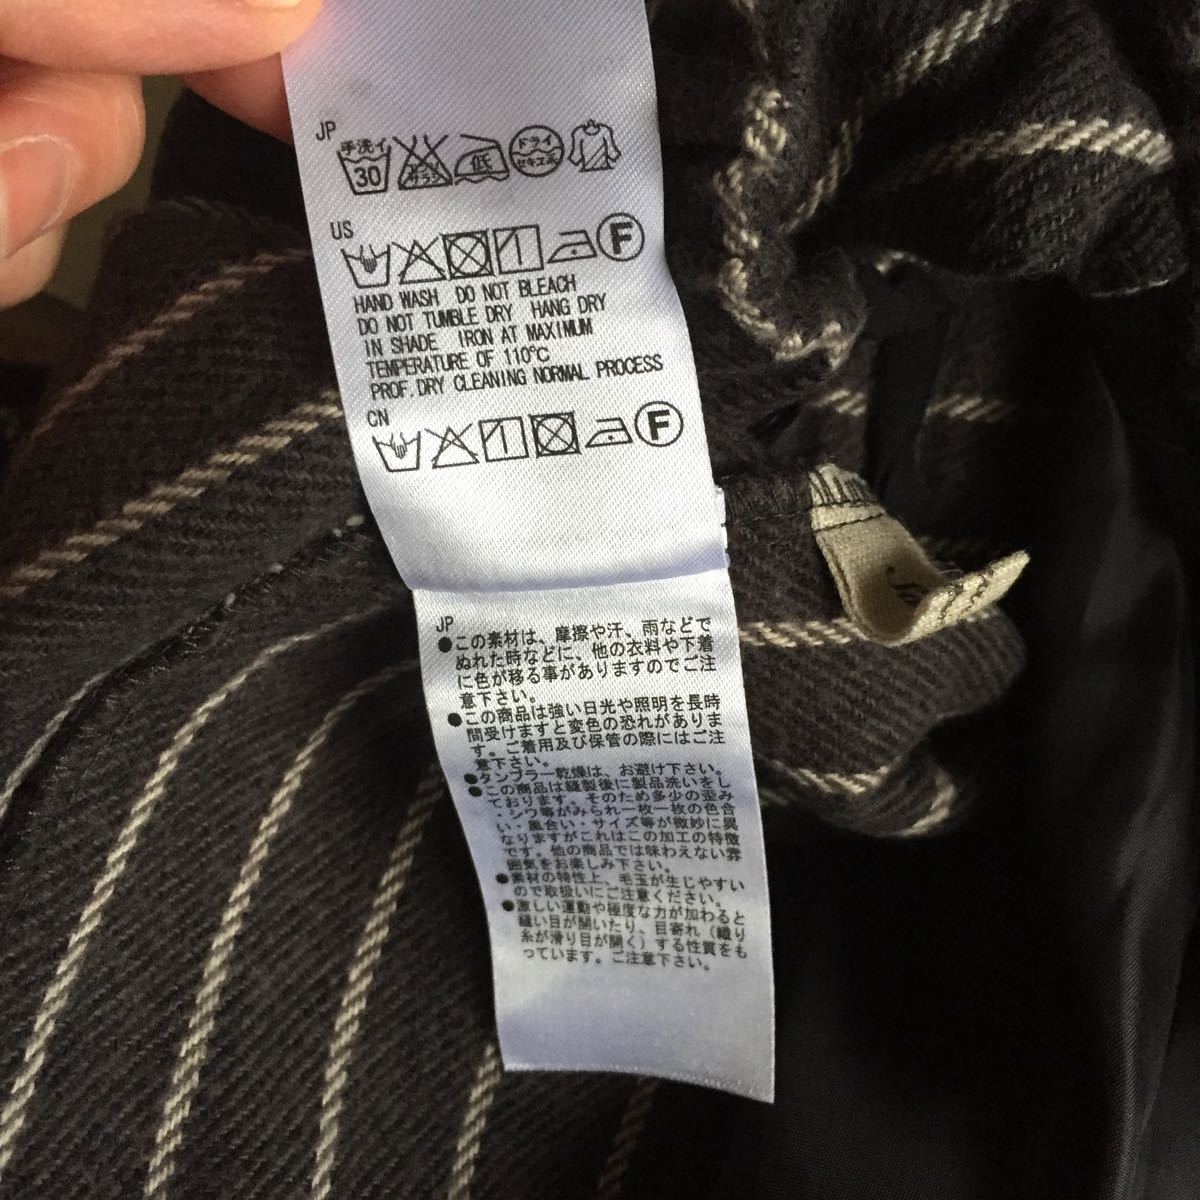 JP
手洗イ
30
エンソ
サラシ
低
ドライ
セキユ系
US
F
HAND WASH DO NOT BLEACH
DO NOT TUMBLE DRY HANG DRY
IN SHADE IRON AT MAXIMUM
TEMPERATURE OF 110℃
PROF.DRY CLEANING NORMAL PROCESS
CN
F
JP
●この素材は、摩擦や汗、雨などで
ぬれた時などに、他の衣料や下着
に色が移る事がありますのでご注
意下さい。
●この商品は強い日光や照明を長時
間受けますと変色の恐れがありま
す。ご着用及び保管の際にはご注
意下さい。
●タンブラー乾燥は、お避け下さい。
●この商品は縫製後に製品洗いをし
ております。そのため多少の歪み
・シワ等がみられ一枚一枚の色合
い・風合い・サイズ等が微妙に異
なりますがこれはこの加工の特徴
です。他の商品では味わえない雰
囲気をお楽しみ下さい。
●素材の特性上、毛玉が生じやすい
ので取扱いにご注意ください。
●激しい運動や極度な力が加わると
縫い目が開いたり、目寄れ（織り
糸が滑り目が開く）する性質をも
っています。ご注意下さい。